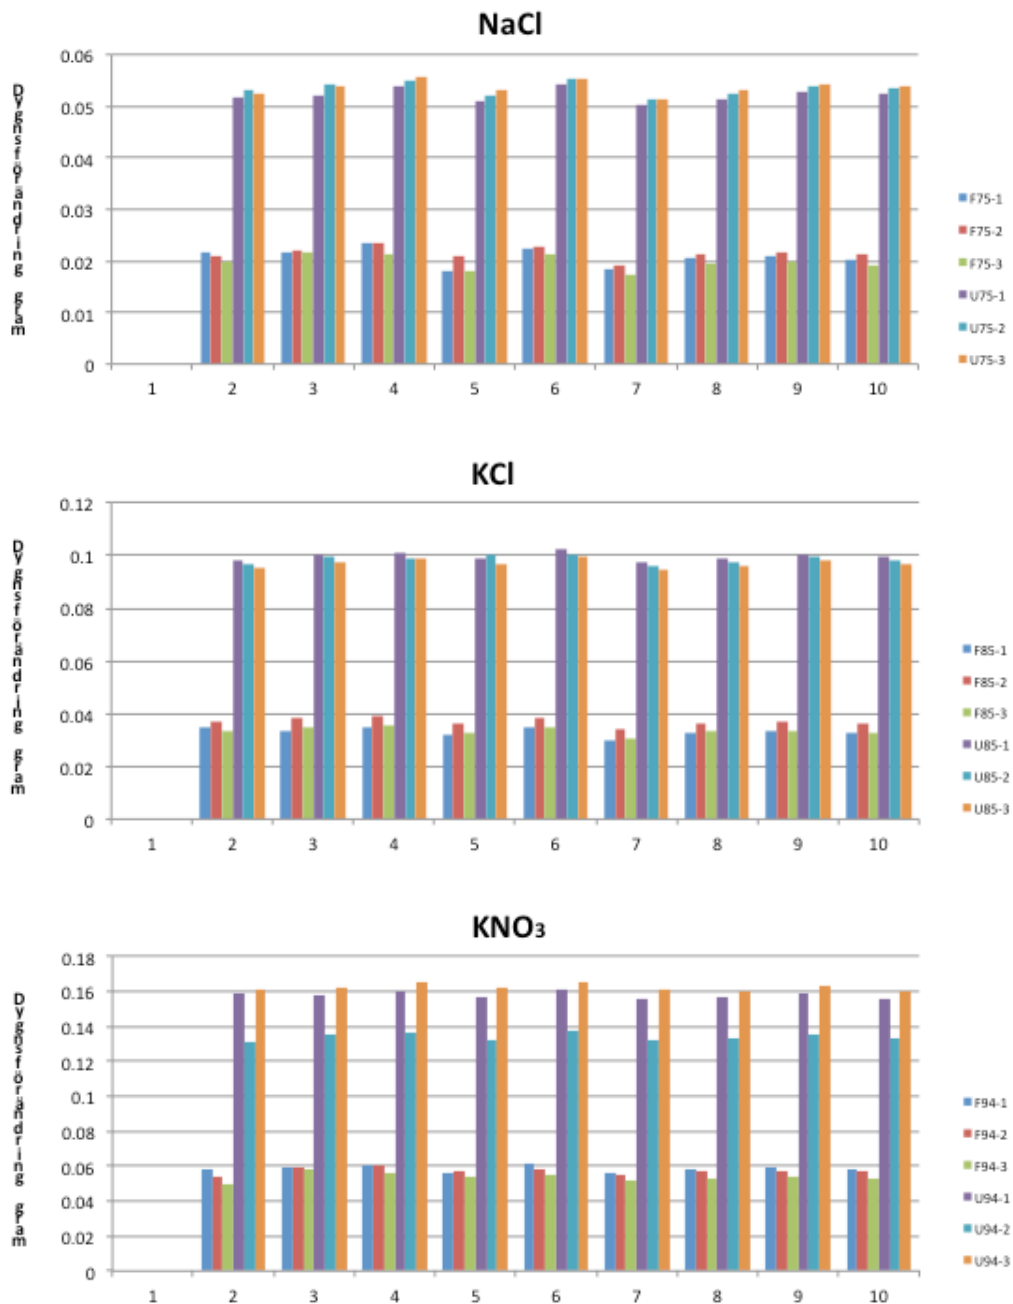 NaCl
Dygnsförändring gram
0.06
0.05
0.04
0.03
0.02
0.01
0
1 2 3 4 5 6 7 8 9 10
F75-1
F75-2
F75-3
U75-1
U75-2
U75-3
KCl
Dygnsförändring gram
0.12
0.1
0.08
0.06
0.04
0.02
0
1 2 3 4 5 6 7 8 9 10
F85-1
F85-2
F85-3
U85-1
U85-2
U85-3
KNO₃
Dygnsförändring gram
0.18
0.16
0.14
0.12
0.1
0.08
0.06
0.04
0.02
0
1 2 3 4 5 6 7 8 9 10
F94-1
F94-2
F94-3
U94-1
U94-2
U94-3